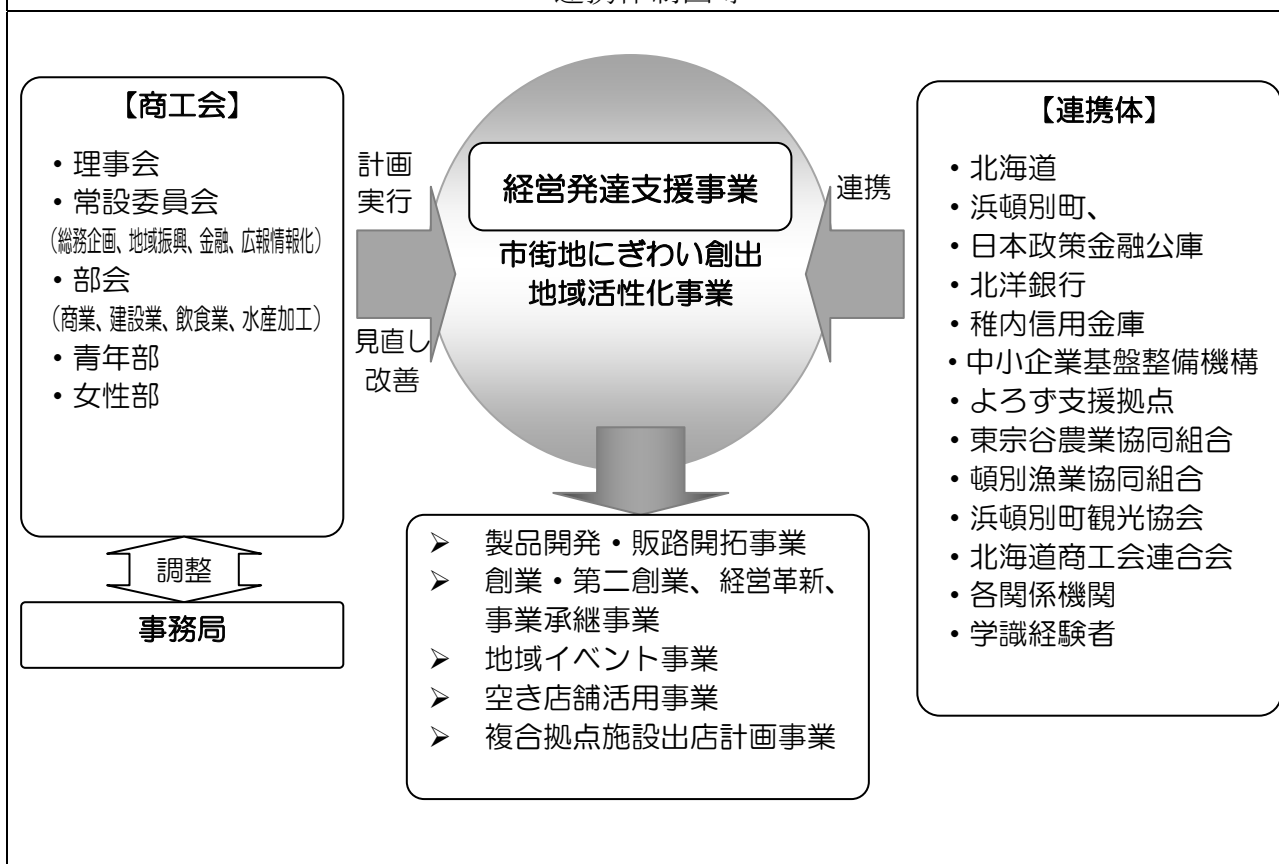 【商工会】
・理事会
・常設委員会
(総務企画、地域振興、金融、広報情報化)
・部会
(商業、建設業、飲食業、水産加工)
・青年部
・女性部
調整
事務局
計画
実行
見直し
改善
経営発達支援事業
市街地にぎわい創出
地域活性化事業
連携
➢ 製品開発・販路開拓事業
➢ 創業・第二創業、経営革新、
事業承継事業
➢ 地域イベント事業
➢ 空き店舗活用事業
➢ 複合拠点施設出店計画事業
【連携体】
・北海道
・浜頓別町、
・日本政策金融公庫
・北洋銀行
・稚内信用金庫
・中小企業基盤整備機構
・よろず支援拠点
・東宗谷農業協同組合
・頓別漁業協同組合
・浜頓別町観光協会
・北海道商工会連合会
・各関係機関
・学識経験者